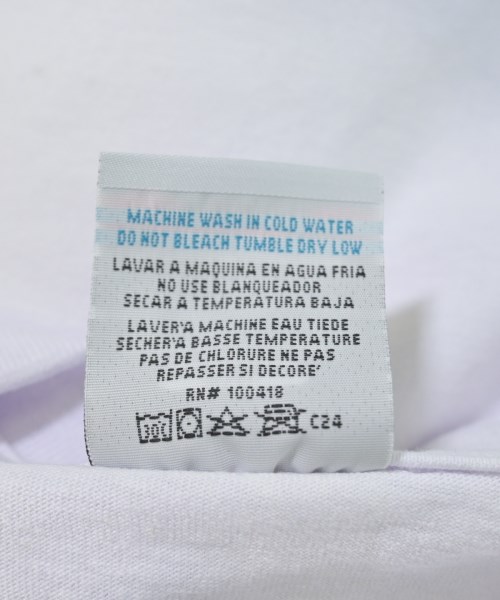 MACHINE WASH IN COLD WATER
DO NOT BLEACH TUMBLE DRY LOW
LAVAR A MAQUINA EN AGUA FRIA
NO USE BLANQUEADOR
SECAR A TEMPERATURA BAJA
LAVER'A MACHINE EAU TIEDE
SECHER'A BASSE TEMPERATURE
PAS DE CHLORURE NE PAS
REPASSER SI DECORE'
RN# 100418
30° C24